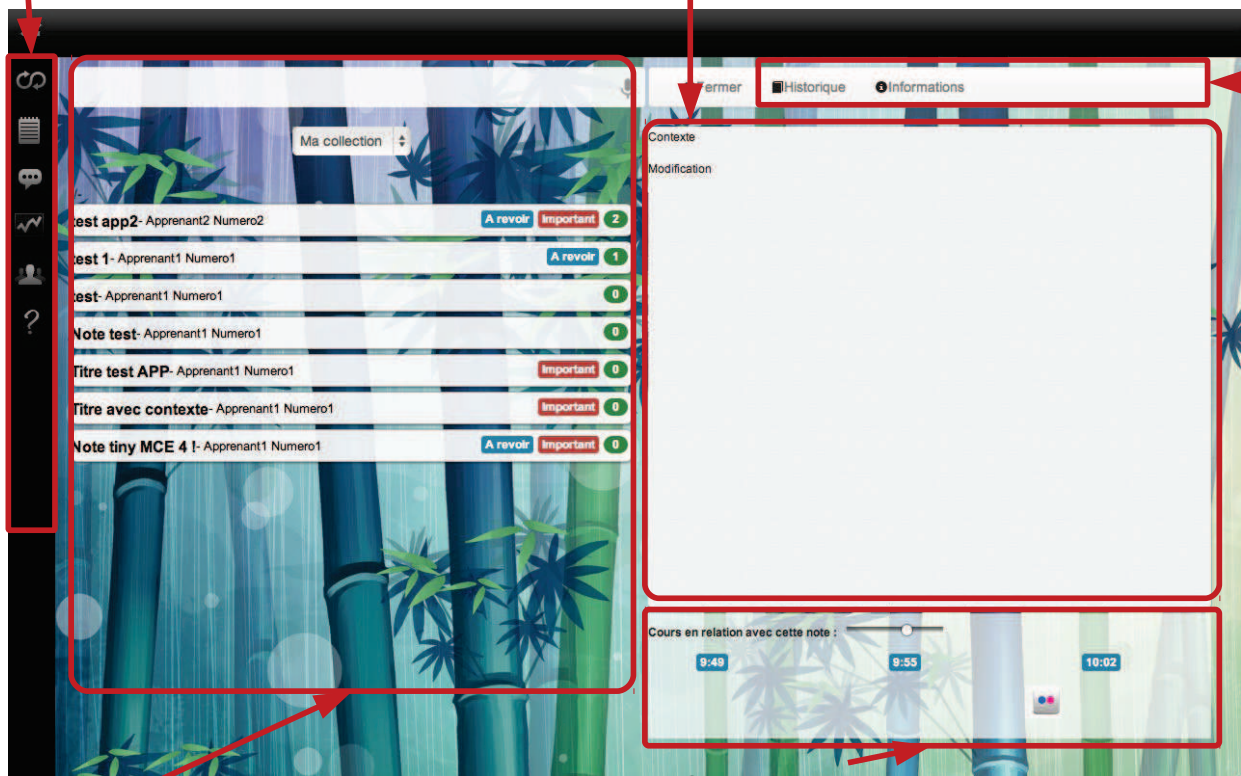 Fermer Historique Informations
Ma collection
test app2- Apprenant2 Numero2 A revoir Important 2
test 1- Apprenant1 Numero1 A revoir 1
test- Apprenant1 Numero1 0
Note test- Apprenant1 Numero1 0
Titre test APP- Apprenant1 Numero1 Important 0
Titre avec contexte- Apprenant1 Numero1 Important 0
Note tiny MCE 4 !- Apprenant1 Numero1 A revoir Important 0
Contexte
Modification
Cours en relation avec cette note :
9:49 9:55 10:02